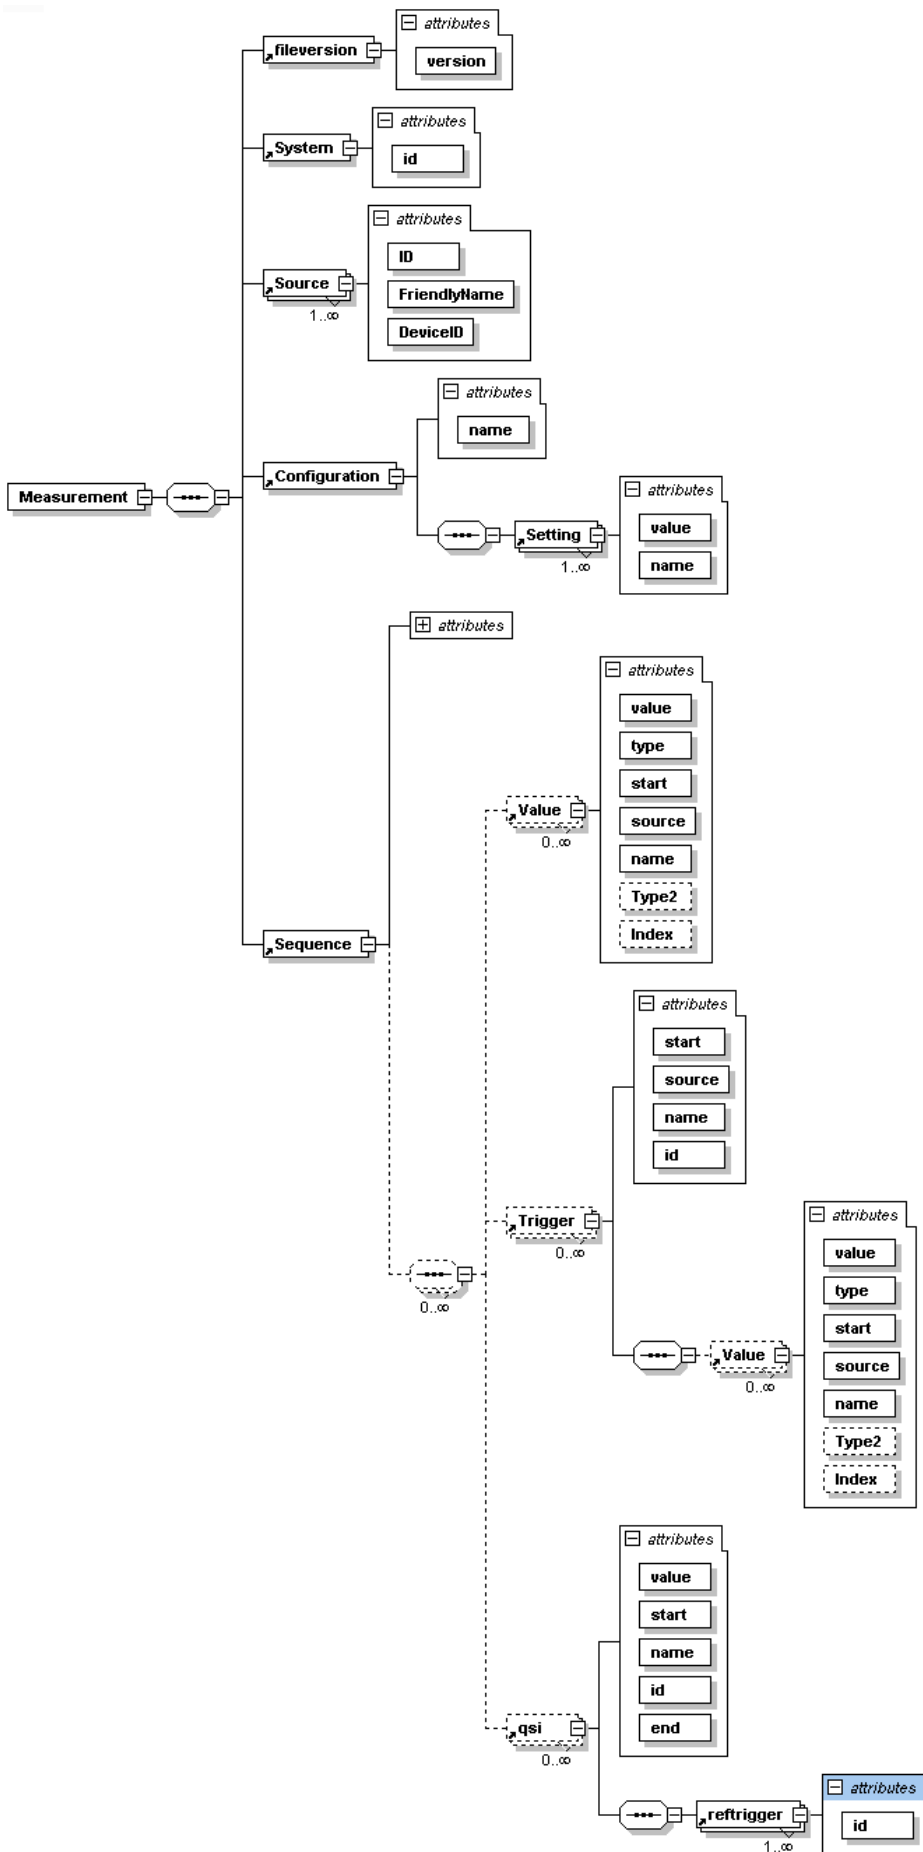 attributes
fileversion
version
attributes
System
id
attributes
ID
Source
FriendlyName
1..∞
DeviceID
attributes
name
Configuration
attributes
Measurement
value
Setting
1..∞
name
attributes
attributes
value
type
start
Value
source
0..∞
name
Type2
Index
Sequence
attributes
start
source
name
id
Trigger
attributes
0..∞
value
0..∞
type
start
Value
source
0..∞
name
Type2
Index
attributes
value
start
name
id
qsi
end
0..∞
attributes
reftrigger
id
1..∞